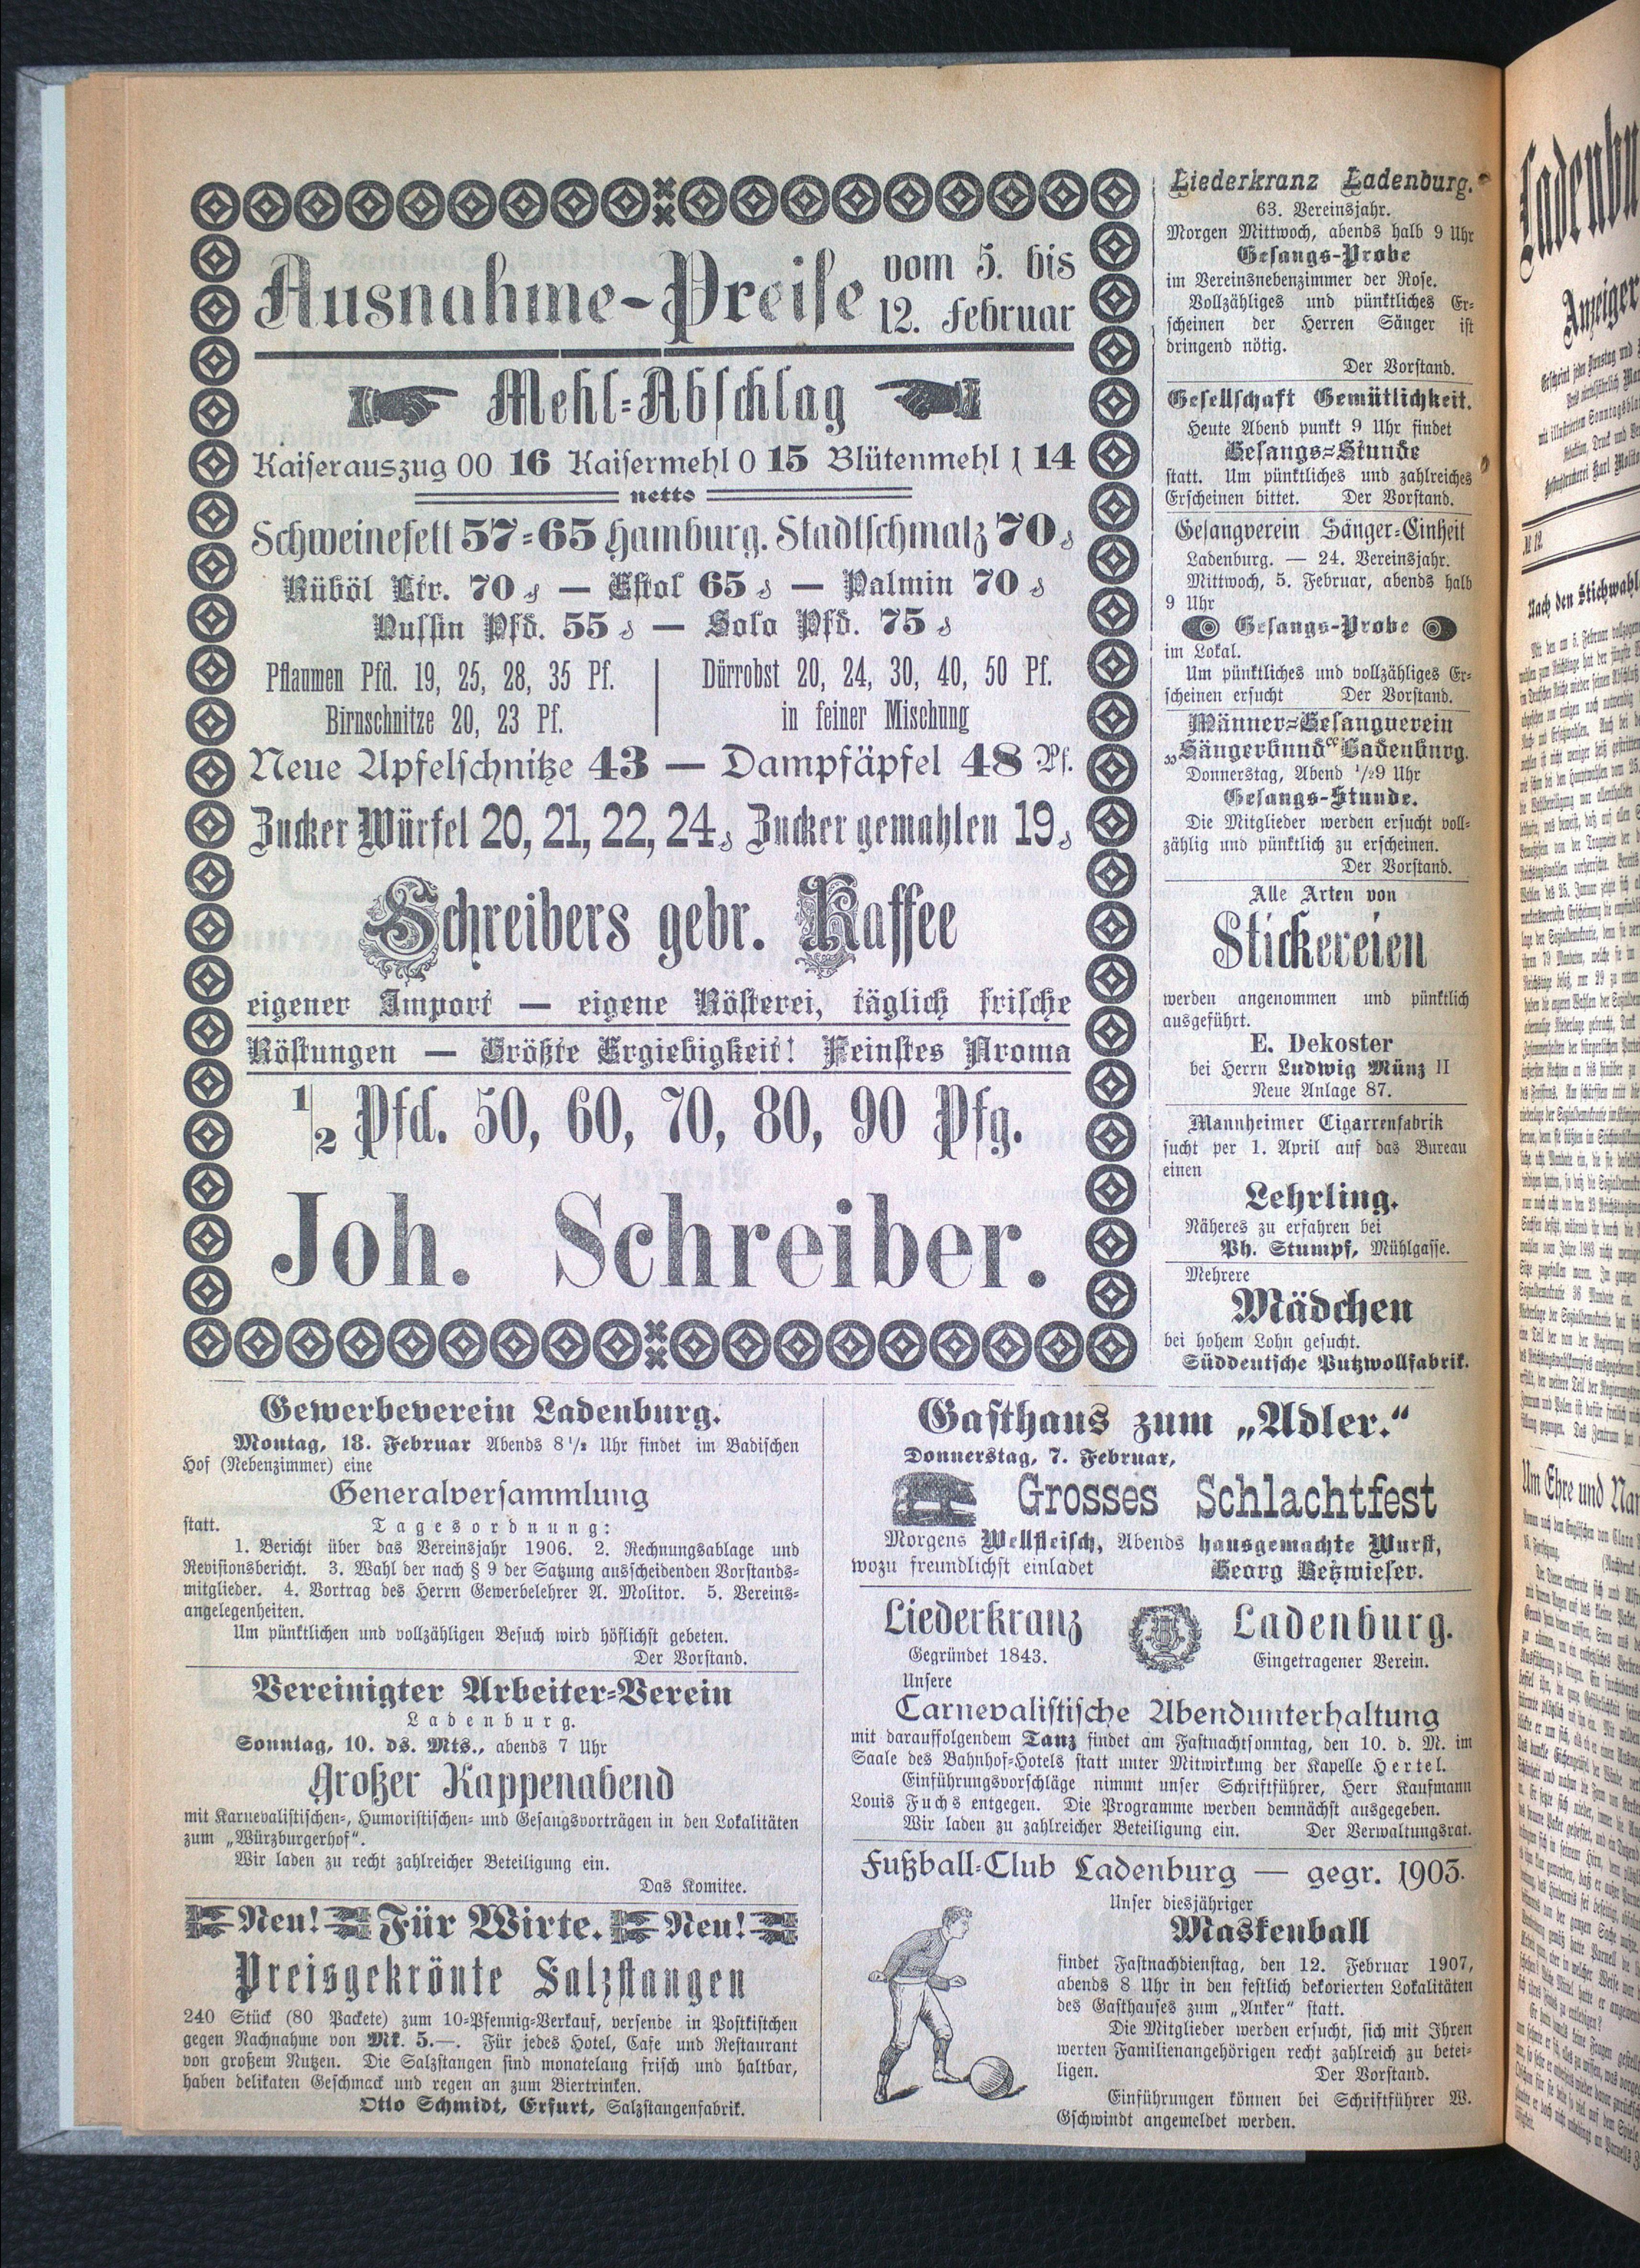 Ausnahme-Preise vom 5. bis
12. Februar
Mehl-Abschlag
Kaiserauszug 00 16 Kaisermehl 0 15 Blütenmehl 1 14
netto
Schweinefett 57-65 Hamburg. Stadtschmalz 70 ₰
Rüböl Ltr. 70 ₰ — Estol 65 ₰ — Palmin 70 ₰
Bussin Pfd. 55 ₰ — Solo Pfd. 75 ₰
Pflaumen Pfd. 19, 25, 28, 35 Pf.
Birnschnitze 20, 23 Pf.
Dürrobst 20, 24, 30, 40, 50 Pf.
in feiner Mischung
Neue Apfelschnitze 43 — Dampfäpfel 48 Pf.
Zucker Würfel 20, 21, 22, 24 ₰ Zucker gemahlen 19 ₰
Schreibers gebr. Kaffee
eigener Import — eigene Rösterei, täglich frische
Röstungen — Größte Ergiebigkeit! Feinstes Aroma
1/2 Pfd. 50, 60, 70, 80, 90 Pfg.
Joh. Schreiber.
Liederkranz Ladenburg.
63. Vereinsjahr.
Morgen Mittwoch, abends halb 9 Uhr
Gesangs-Probe
im Vereinsnebenzimmer der Rose.
Vollzähliges und pünktliches Er-
scheinen der Herren Sänger ist
dringend nötig.
Der Vorstand.
Gesellschaft Gemütlichkeit.
Heute Abend punkt 9 Uhr findet
Gesangs-Stunde
statt. Um pünktliches und zahlreiches
Erscheinen bittet. Der Vorstand.
Gesangverein Sänger-Einheit
Ladenburg. — 24. Vereinsjahr.
Mittwoch, 5. Februar, abends halb
9 Uhr
Gesangs-Probe
im Lokal.
Um pünktliches und vollzähliges Er-
scheinen ersucht Der Vorstand.
Männer-Gesangverein
„Sängerbund“ Ladenburg.
Donnerstag, Abend 1/29 Uhr
Gesangs-Stunde.
Die Mitglieder werden ersucht voll-
zählig und pünktlich zu erscheinen.
Der Vorstand.
Alle Arten von
Stickereien
werden angenommen und pünktlich
ausgeführt.
E. Dekoster
bei Herrn Ludwig Münz II
Neue Anlage 87.
Mannheimer Cigarrenfabrik
sucht per 1. April auf das Bureau
einen
Lehrling.
Näheres zu erfahren bei
Ph. Stumpf, Mühlgasse.
Mehrere
Mädchen
bei hohem Lohn gesucht.
Süddeutsche Putzwollfabrik.
Gewerbeverein Ladenburg.
Montag, 18. Februar Abends 8 1/2 Uhr findet im Badischen
Hof (Nebenzimmer) eine
Generalversammlung
statt. Tagesordnung:
1. Bericht über das Vereinsjahr 1906. 2. Rechnungsablage und
Revisionsbericht. 3. Wahl der nach § 9 der Satzung ausscheidenden Vorstands-
mitglieder. 4. Vortrag des Herrn Gewerbelehrer A. Molitor. 5. Vereins-
angelegenheiten.
Um pünktlichen und vollzähligen Besuch wird höflichst gebeten.
Der Vorstand.
Vereinigter Arbeiter-Verein
Ladenburg.
Sonntag, 10. ds. Mts., abends 7 Uhr
Großer Kappenabend
mit Karnevalistischen-, Humoristischen- und Gesangsvorträgen in den Lokalitäten
zum „Würzburgerhof“.
Wir laden zu recht zahlreicher Beteiligung ein.
Das Komitee.
Neu! Für Wirte. Neu!
Preisgekrönte Salzstangen
240 Stück (80 Packete) zum 10-Pfennig-Verkauf, versende in Postkistchen
gegen Nachnahme von Mk. 5.—. Für jedes Hotel, Cafe und Restaurant
von großem Nutzen. Die Salzstangen sind monatelang frisch und haltbar,
haben delikaten Geschmack und regen an zum Biertrinken.
Otto Schmidt, Erfurt, Salzstangenfabrik.
Gasthaus zum „Adler.“
Donnerstag, 7. Februar,
Grosses Schlachtfest
Morgens Wellfleisch, Abends hausgemachte Wurst,
wozu freundlichst einladet Georg Betzwieser.
Liederkranz Ladenburg.
Gegründet 1843. Eingetragener Verein.
Unsere
Carnevalistische Abendunterhaltung
mit darauffolgendem Tanz findet am Fastnachtsonntag, den 10. d. M. im
Saale des Bahnhof-Hotels statt unter Mitwirkung der Kapelle Hertel.
Einführungsvorschläge nimmt unser Schriftführer, Herr Kaufmann
Louis Fuchs entgegen. Die Programme werden demnächst ausgegeben.
Wir laden zu zahlreicher Beteiligung ein. Der Verwaltungsrat.
Fußball-Club Ladenburg — gegr. 1903.
Unser diesjähriger
Maskenball
findet Fastnachdienstag, den 12. Februar 1907,
abends 8 Uhr in den festlich dekorierten Lokalitäten
des Gasthauses zum „Anker“ statt.
Die Mitglieder werden ersucht, sich mit Ihren
werten Familienangehörigen recht zahlreich zu betei-
ligen. Der Vorstand.
Einführungen können bei Schriftführer W.
Gschwindt angemeldet werden.
Anzeiger
№ 12.
Nach den Stichwahl
Um Ehre und